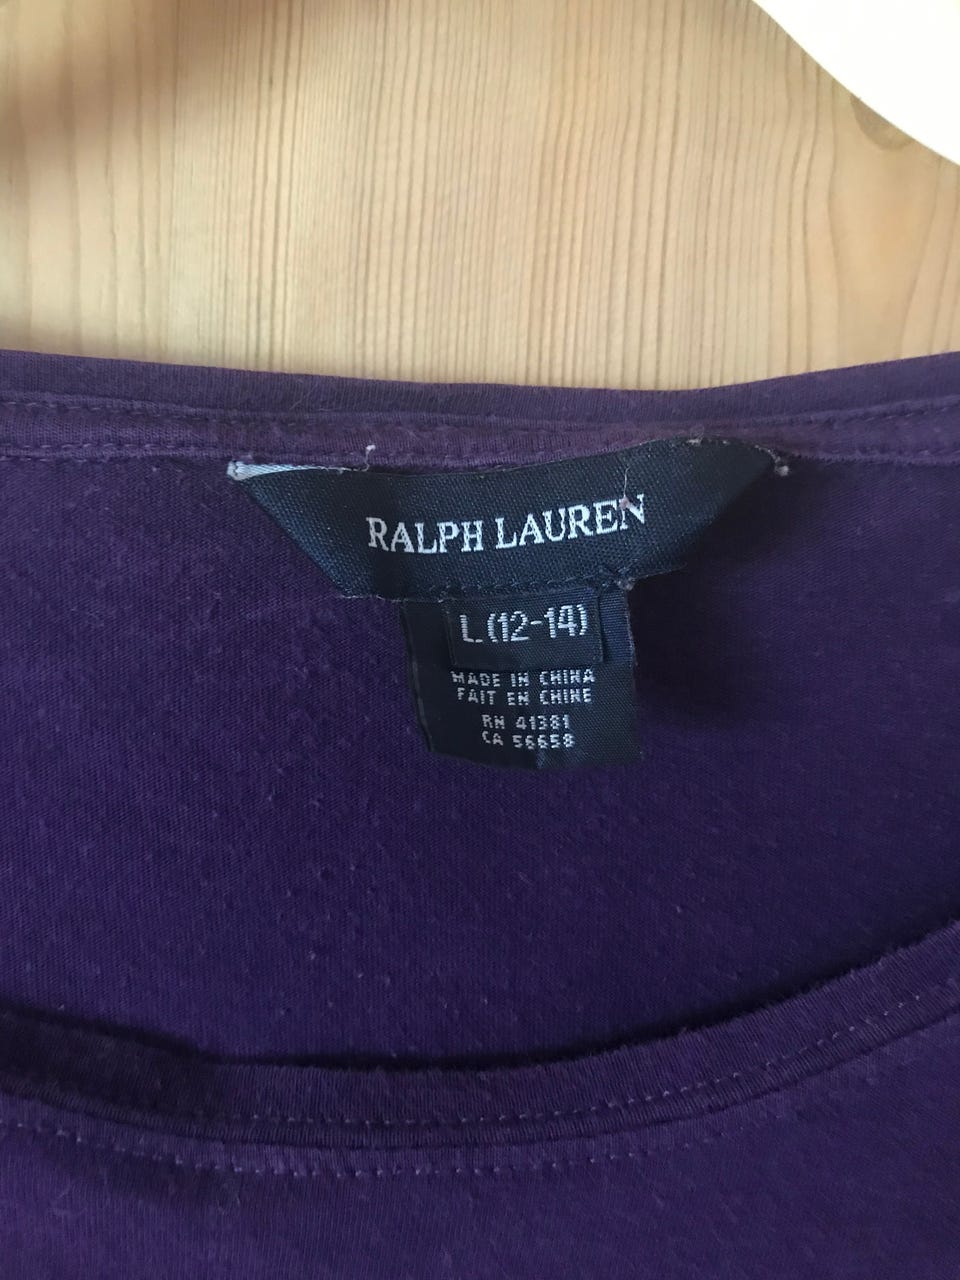 RALPH LAUREN
L (12-14)
MADE IN CHINA
FAIT EN CHINE
RN 41381
CA 56658